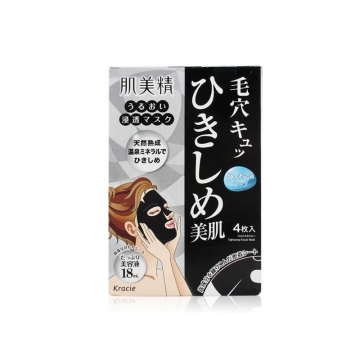 肌美精
うるおい
浸透マスク
天然熟成
温泉ミネラルで
ひきしめ
毛穴キュッ
ひきしめ
美肌
4枚入
たっぷり
美容液
18mL
Kracie